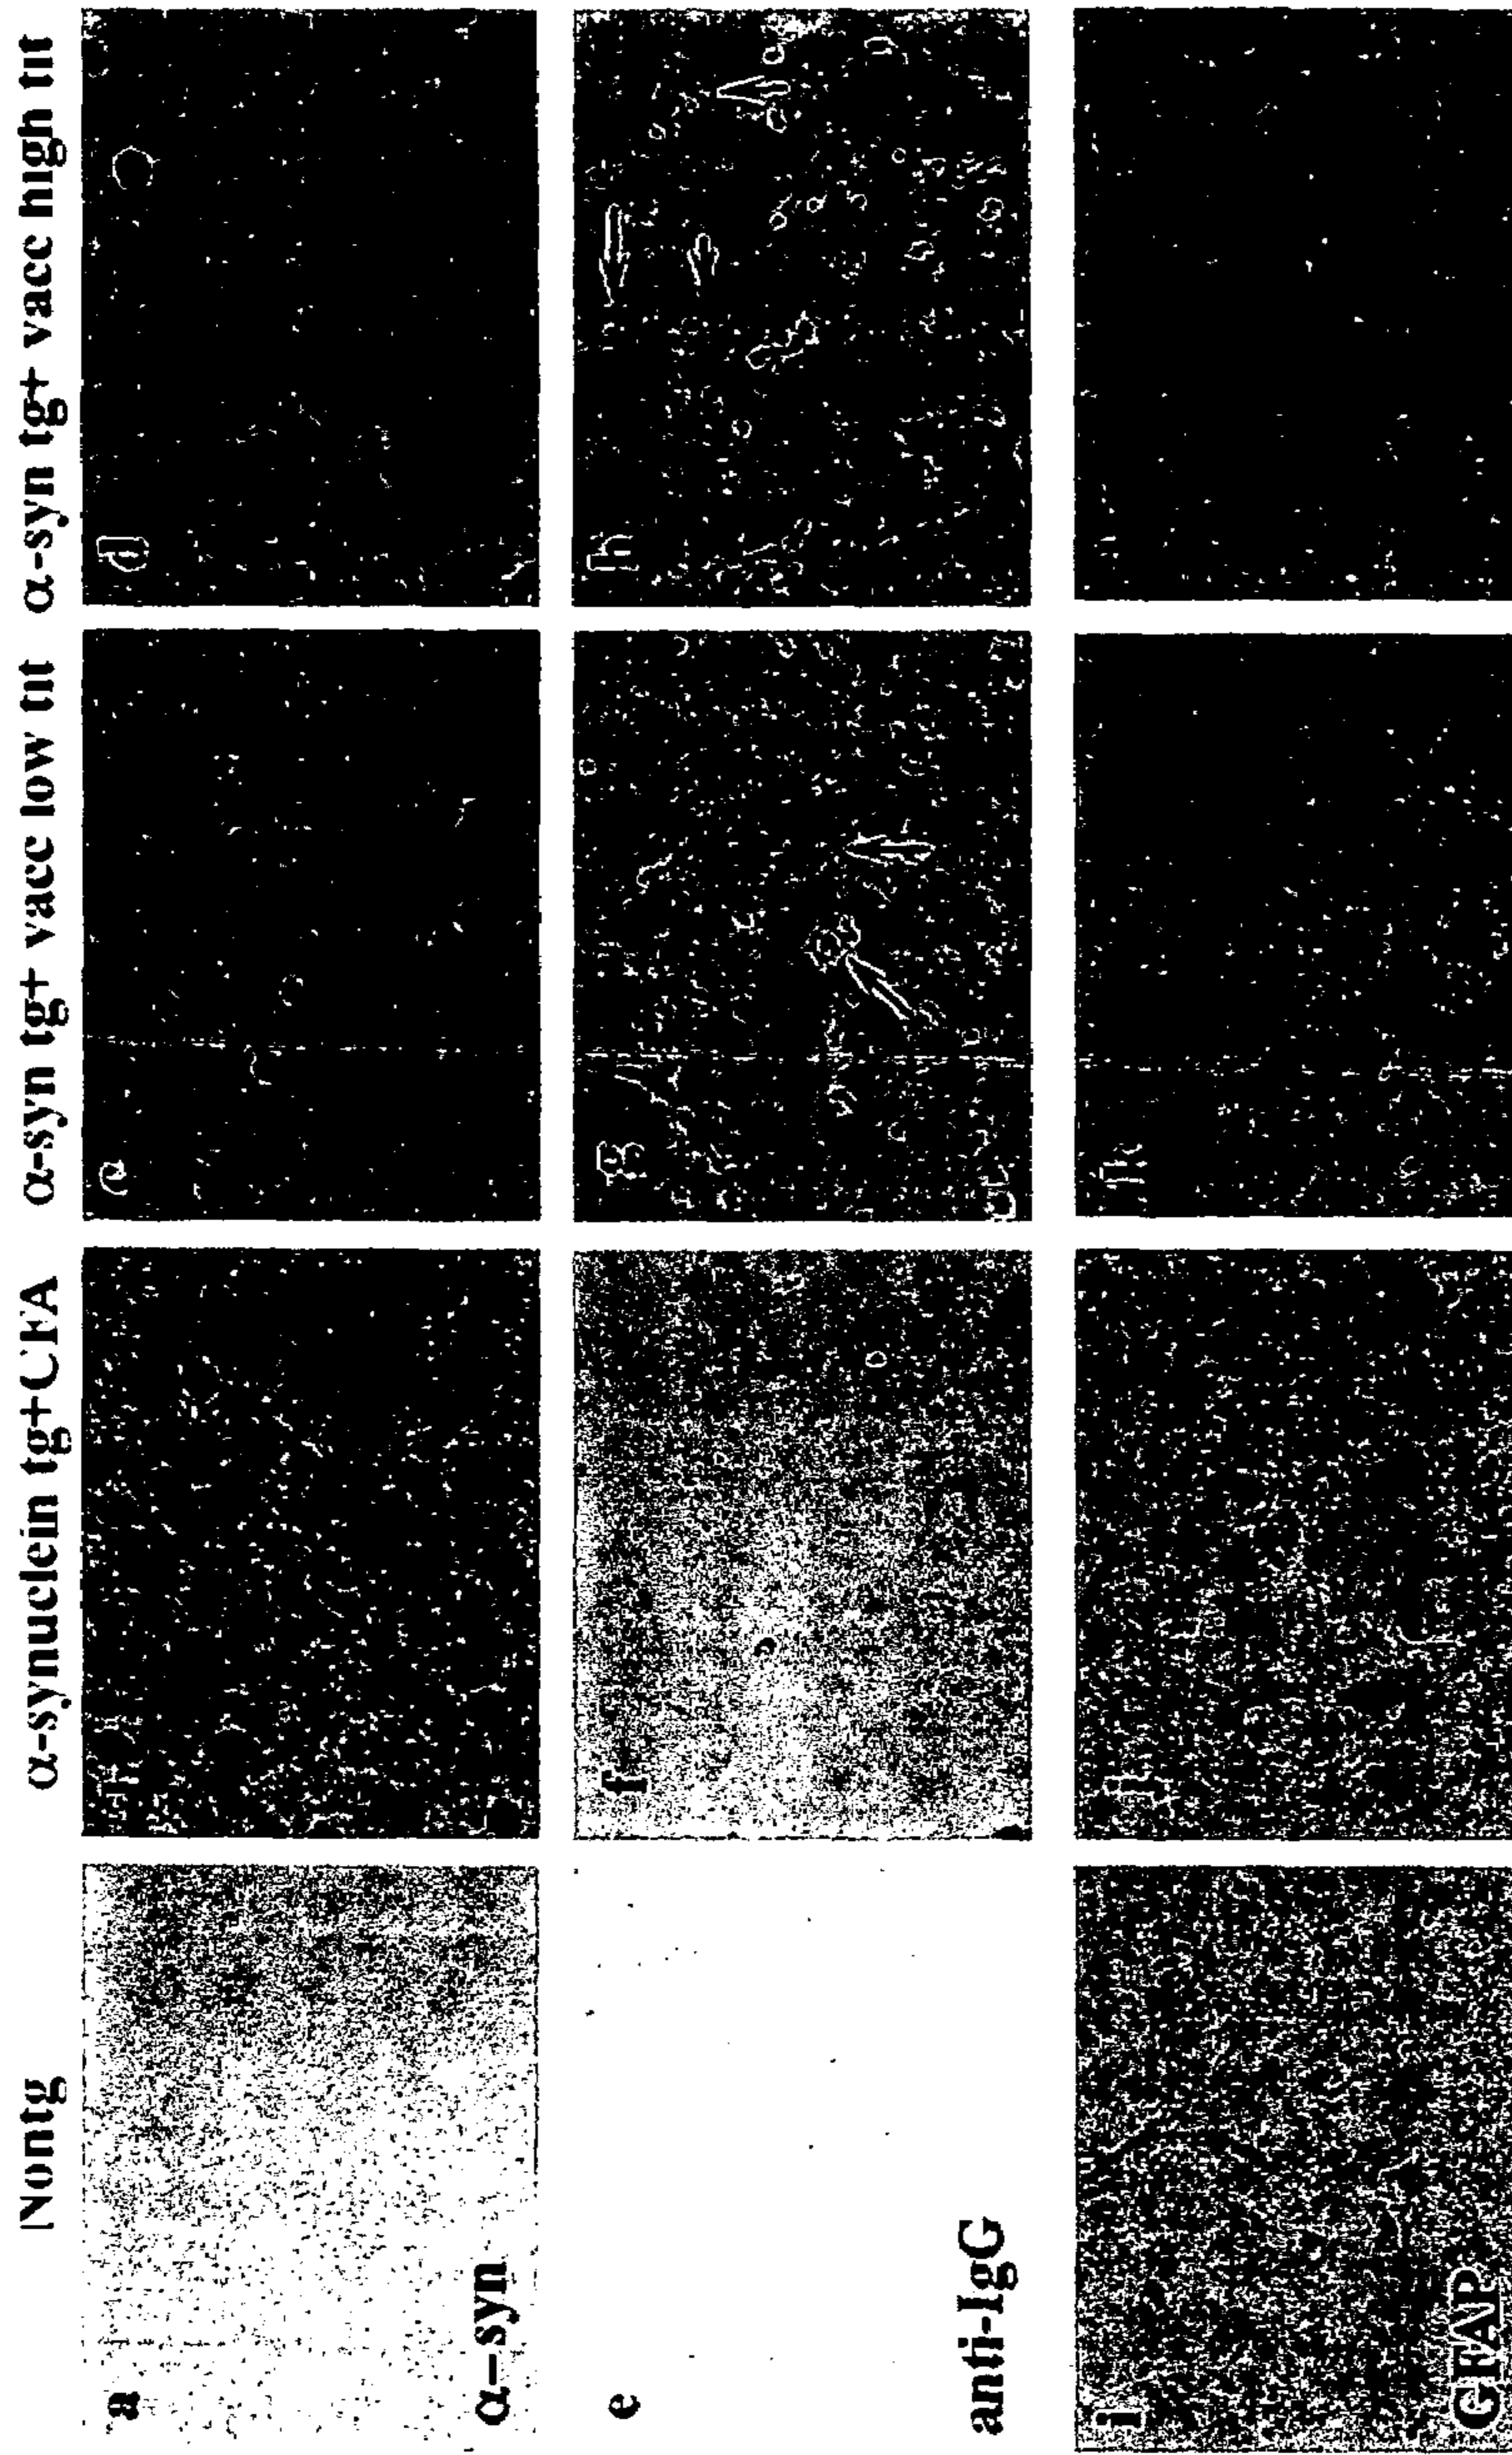 Nontg
α-synuclein tg+CFA
α-syn tg+ vacc low tit
α-syn tg+ vacc high tit
a
d
α-syn
e
f
g
h
anti-IgG
i
j
k
GFAP